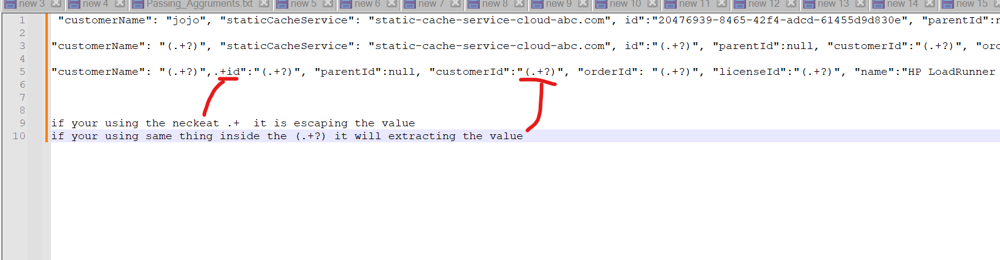 new 3 new 4 Passing_Aggruments.txt new 5 new 6 new 7 new 8 new 9 new 10 new 11 new 12 new 13 new 14 new 15
1 "customerName": "jojo", "staticCacheService": "static-cache-service-cloud-abc.com", id":"20476939-8465-42f4-adcd-61455d9d830e", "parentId":n
2
3 "customerName": "(.+?)", "staticCacheService": "static-cache-service-cloud-abc.com", id":"(.+?)", "parentId":null, "customerId":"(.+?)", "ord
4
5 "customerName": "(.+?)",.+id":"(.+?)", "parentId":null, "customerId":"(.+?)", "orderId": "(.+?)", "licenseId":"(.+?)", "name":"HP LoadRunner
6
7
8
9 if your using the neckeat .+ it is escaping the value
10 if your using same thing inside the (.+?) it will extracting the value